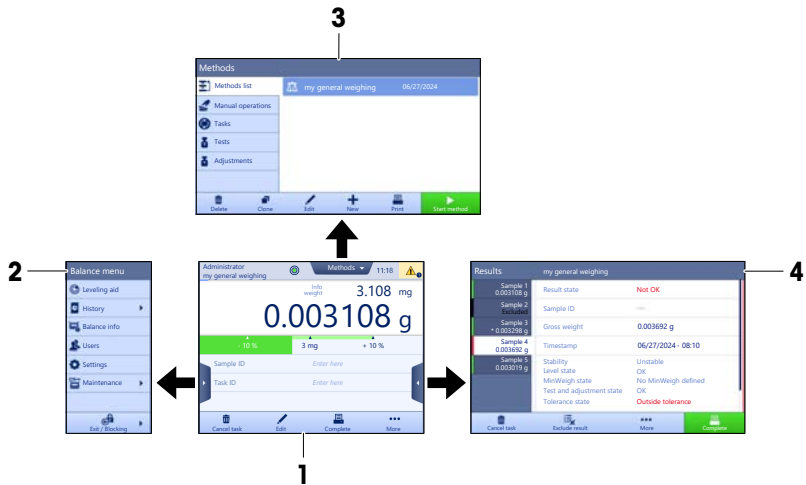 3
Methods
Methods list
my general weighing 06/27/2024
Manual operations
Tasks
Tests
Adjustments
Delete Clone Edit New Print Start method
2
Balance menu
Leveling aid
History
Balance info
Users
Settings
Maintenance
Exit / Blocking
Administrator
my general weighing
Methods 11:18
Info
weight 3.108 mg
0.003108 g
- 10 % 3 mg + 10 %
Sample ID Enter here
Task ID Enter here
Cancel task Edit Complete More
1
4
Results my general weighing
Sample 1
0.003108 g
Sample 2
Excluded
Sample 3
* 0.003298 g
Sample 4
0.003692 g
Sample 5
0.003019 g
Result state Not OK
Sample ID ---
Gross weight 0.003692 g
Timestamp 06/27/2024 - 08:10
Stability Unstable
Level state OK
MinWeigh state No MinWeigh defined
Test and adjustment state OK
Tolerance state Outside tolerance
Cancel task Exclude result More Complete